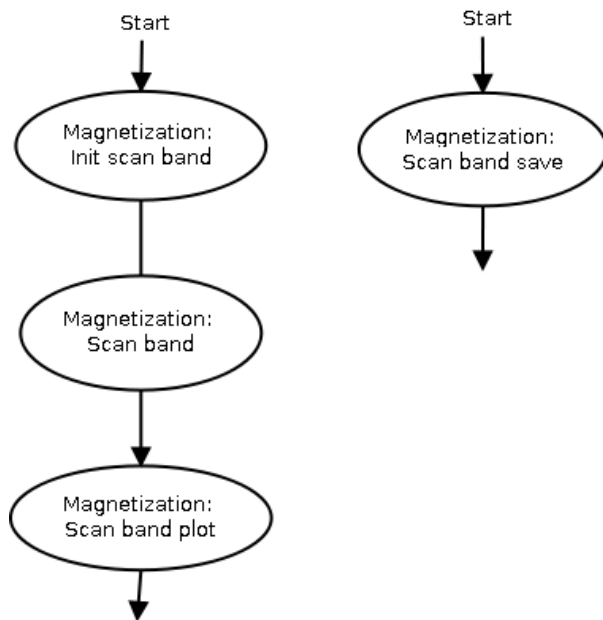 Start
Magnetization:
Init scan band
Magnetization:
Scan band
Magnetization:
Scan band plot
Start
Magnetization:
Scan band save